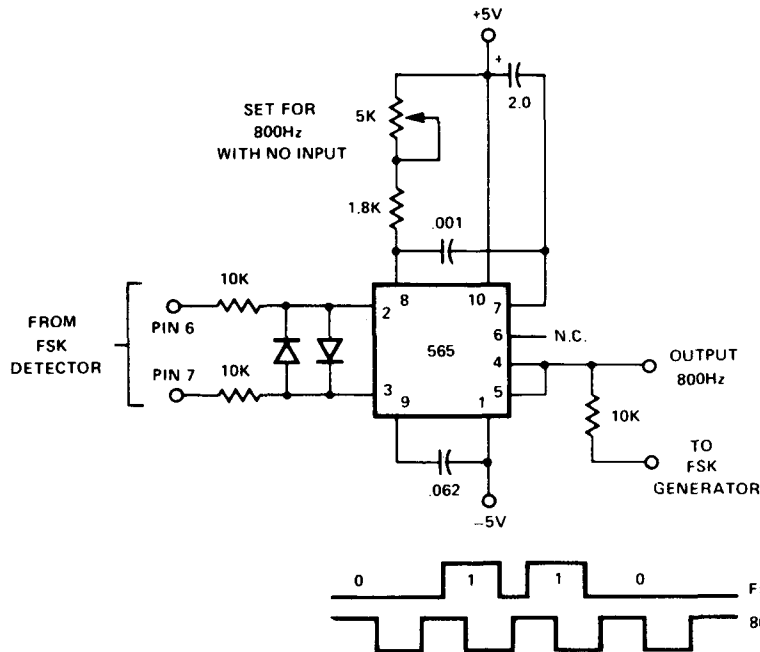 +5V
+
2.0
SET FOR
800Hz
WITH NO INPUT
5K
1.8K
.001
10K
8
10
2
7
FROM
FSK
DETECTOR
PIN 6
565
6
N.C.
4
OUTPUT
800Hz
PIN 7
10K
3
5
9
1
10K
TO
FSK
GENERATOR
.062
−5V
0 1 1 0
F
8